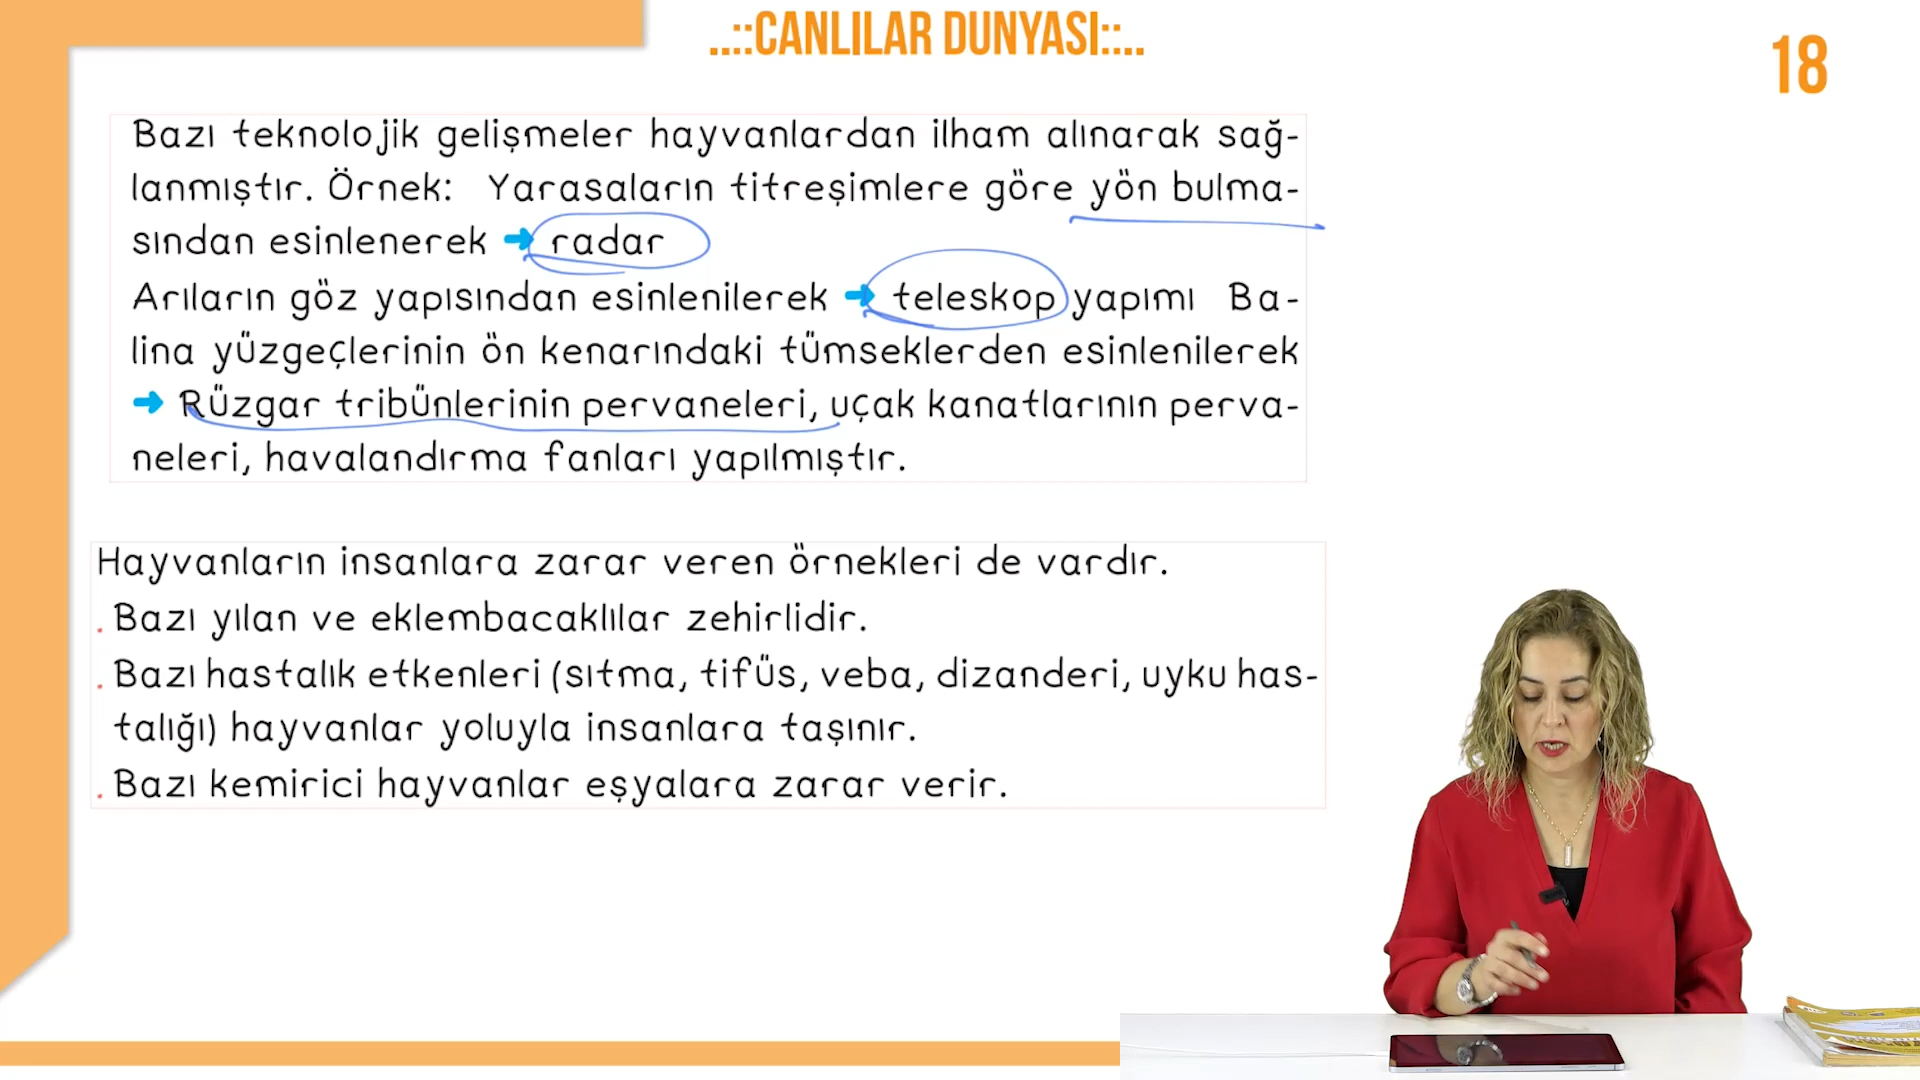 ..::CANLILAR DUNYASI::..
18
Bazı teknolojik gelişmeler hayvanlardan ilham alınarak sağ-
lanmıştır. Örnek: Yarasaların titreşimlere göre yön bulma-
sından esinlenerek ➜ radar
Arıların göz yapısından esinlenilerek ➜ teleskop yapımı Ba-
lina yüzgeçlerinin ön kenarındaki tümseklerden esinlenilerek
➜ Rüzgar tribünlerinin pervaneleri, uçak kanatlarının perva-
neleri, havalandırma fanları yapılmıştır.
Hayvanların insanlara zarar veren örnekleri de vardır.
. Bazı yılan ve eklembacaklılar zehirlidir.
. Bazı hastalık etkenleri (sıtma, tifüs, veba, dizanderi, uyku has-
talığı) hayvanlar yoluyla insanlara taşınır.
. Bazı kemirici hayvanlar eşyalara zarar verir.